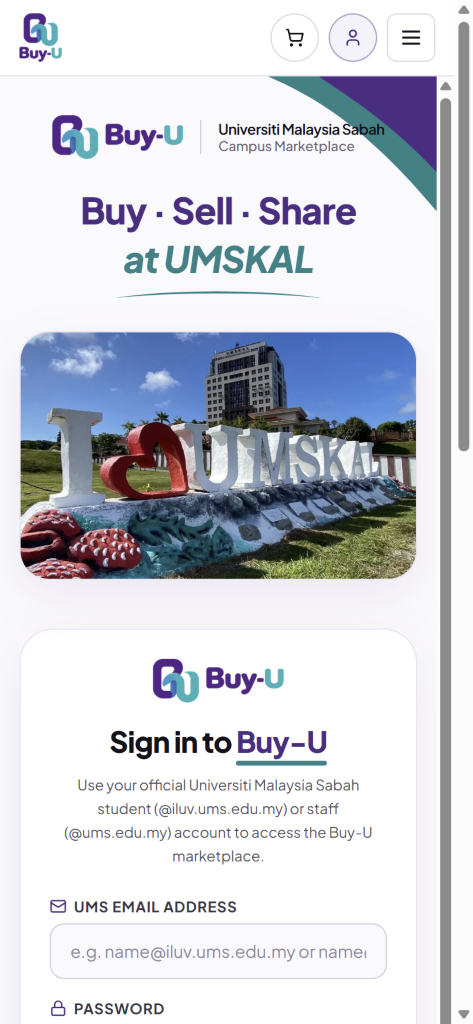 Buy-U
Buy-U
Universiti Malaysia Sabah
Campus Marketplace
Buy · Sell · Share
at UMSKAL
I UMSKAL
Buy-U
Sign in to Buy-U
Use your official Universiti Malaysia Sabah
student (@iluv.ums.edu.my) or staff
(@ums.edu.my) account to access the Buy-U
marketplace.
UMS EMAIL ADDRESS
e.g. name@iluv.ums.edu.my or name
PASSWORD